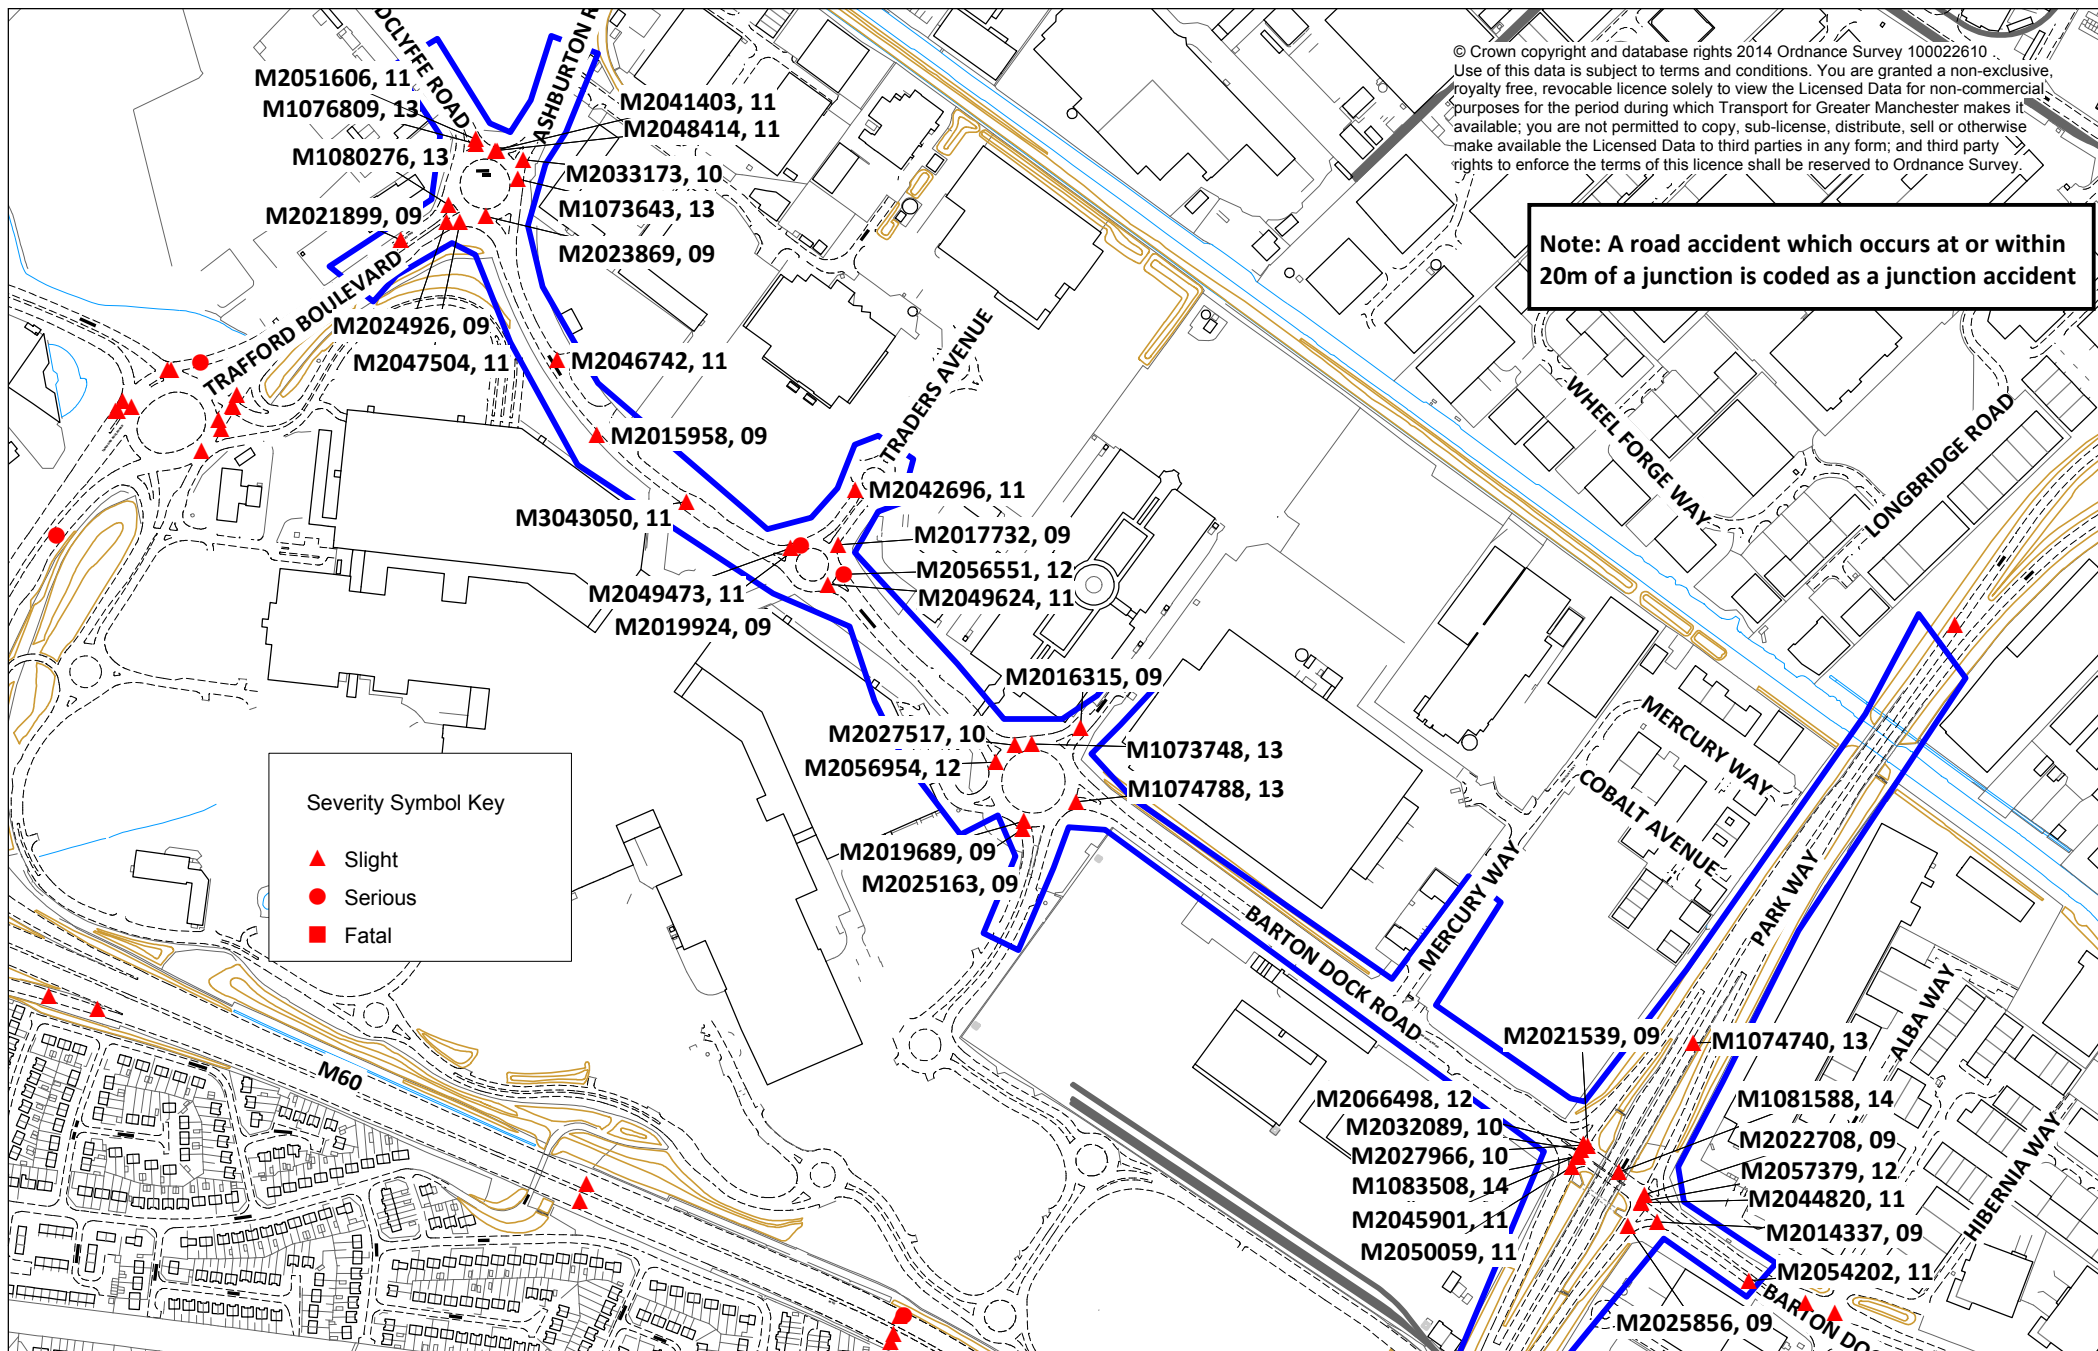 DCLYFFE ROAD
ASHBURTON R
© Crown copyright and database rights 2014 Ordnance Survey 100022610 .
Use of this data is subject to terms and conditions. You are granted a non-exclusive,
royalty free, revocable licence solely to view the Licensed Data for non-commercial
purposes for the period during which Transport for Greater Manchester makes it
available; you are not permitted to copy, sub-license, distribute, sell or otherwise
make available the Licensed Data to third parties in any form; and third party
rights to enforce the terms of this licence shall be reserved to Ordnance Survey.
Note: A road accident which occurs at or within
20m of a junction is coded as a junction accident
M2051606, 11
M1076809, 13
M2041403, 11
M2048414, 11
M1080276, 13
M2033173, 10
M1073643, 13
M2021899, 09
M2023869, 09
TRAFFORD BOULEVARD
M2024926, 09
M2047504, 11
M2046742, 11
TRADERS AVENUE
M2015958, 09
WHEEL FORGE WAY
LONGBRIDGE ROAD
M2042696, 11
M3043050, 11
M2017732, 09
M2056551, 12
M2049624, 11
M2049473, 11
M2019924, 09
M2016315, 09
M2027517, 10
M1073748, 13
M2056954, 12
M1074788, 13
MERCURY WAY
COBALT AVENUE
M2019689, 09
M2025163, 09
Severity Symbol Key
Slight
Serious
Fatal
MERCURY WAY
PARK WAY
BARTON DOCK ROAD
ALBA WAY
M60
M2021539, 09
M1074740, 13
M2066498, 12
M1081588, 14
M2032089, 10
M2022708, 09
M2027966, 10
M2057379, 12
M1083508, 14
M2044820, 11
M2045901, 11
M2014337, 09
M2050059, 11
HIBERNIA WAY
M2054202, 11
M2025856, 09
BARTON DO